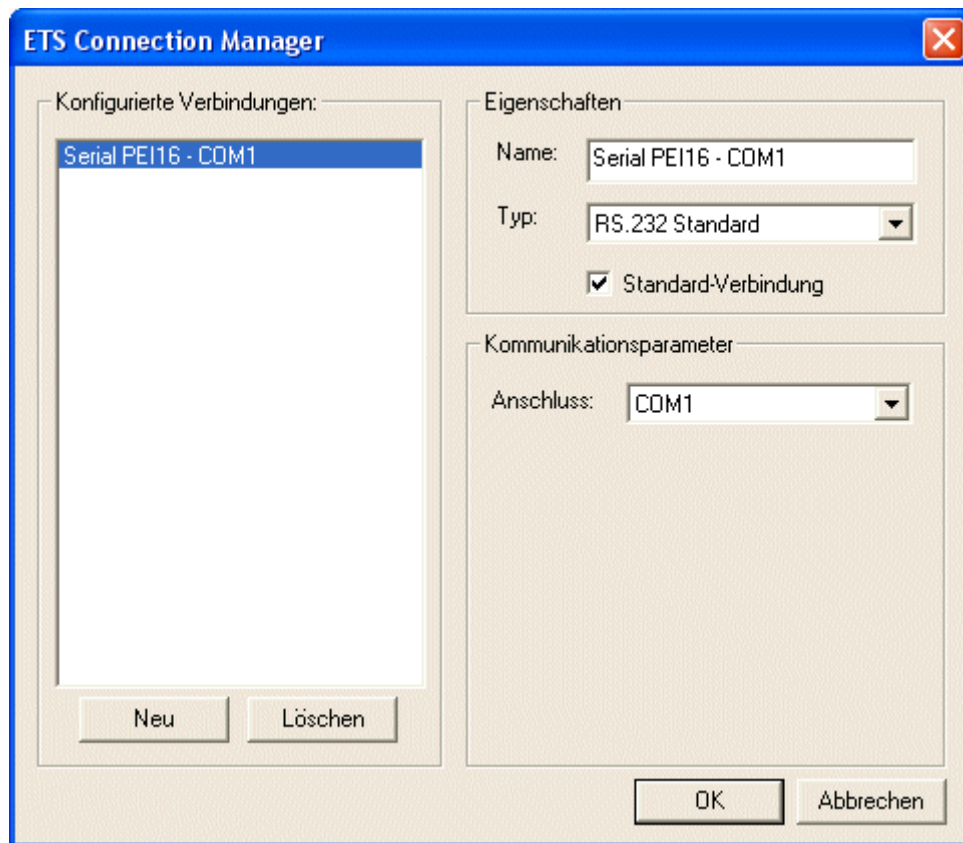 ETS Connection Manager
Konfigurierte Verbindungen:
Serial PEI16 - COM1
Neu
Löschen
Eigenschaften
Name:
Serial PEI16 - COM1
Typ:
RS.232 Standard
Standard-Verbindung
Kommunikationsparameter
Anschluss:
COM1
OK
Abbrechen